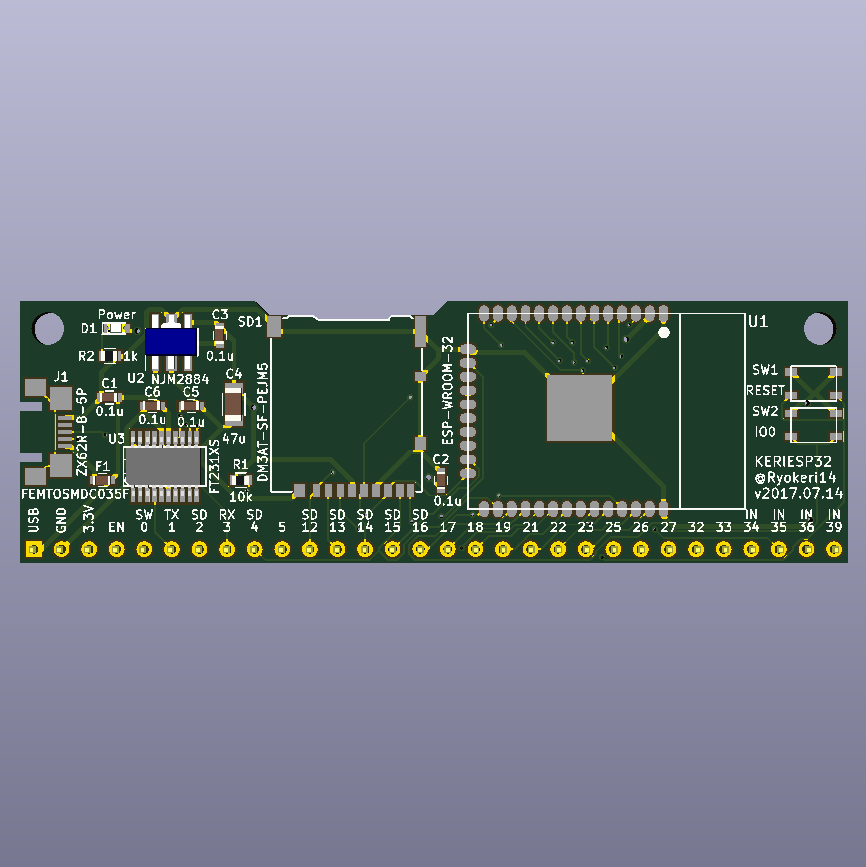 Power
D1
R2
1k
U2
NJM2884
C3
0.1u
SD1
J1
C1
0.1u
C6
0.1u
C5
0.1u
C4
47u
ZX62W-B-5P
U3
FT231XS
F1
FEMTOSMDC035F
R1
10k
DM3AT-SF-PEJM5
C2
0.1u
ESP-WROOM-32
U1
SW1
RESET
SW2
IO0
KERIESP32
@Ryokeri14
v2017.07.14
USB
GND
3.3V
EN
SW 0
TX 1
SD 2
RX 3
SD 4
5
SD 12
SD 13
SD 14
SD 15
SD 16
17
18
19
21
22
23
25
26
27
32
33
IN 34
IN 35
IN 36
IN 39